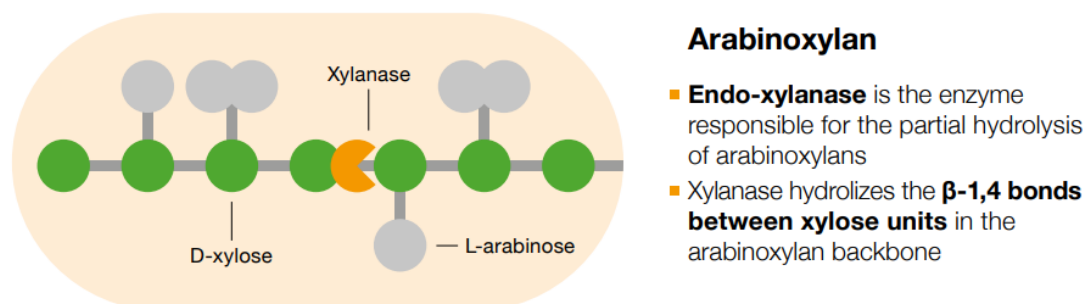 Xylanase
D-xylose
L-arabinose
Arabinoxylan
Endo-xylanase is the enzyme
responsible for the partial hydrolysis
of arabinoxylans
Xylanase hydrolizes the β-1,4 bonds
between xylose units in the
arabinoxylan backbone